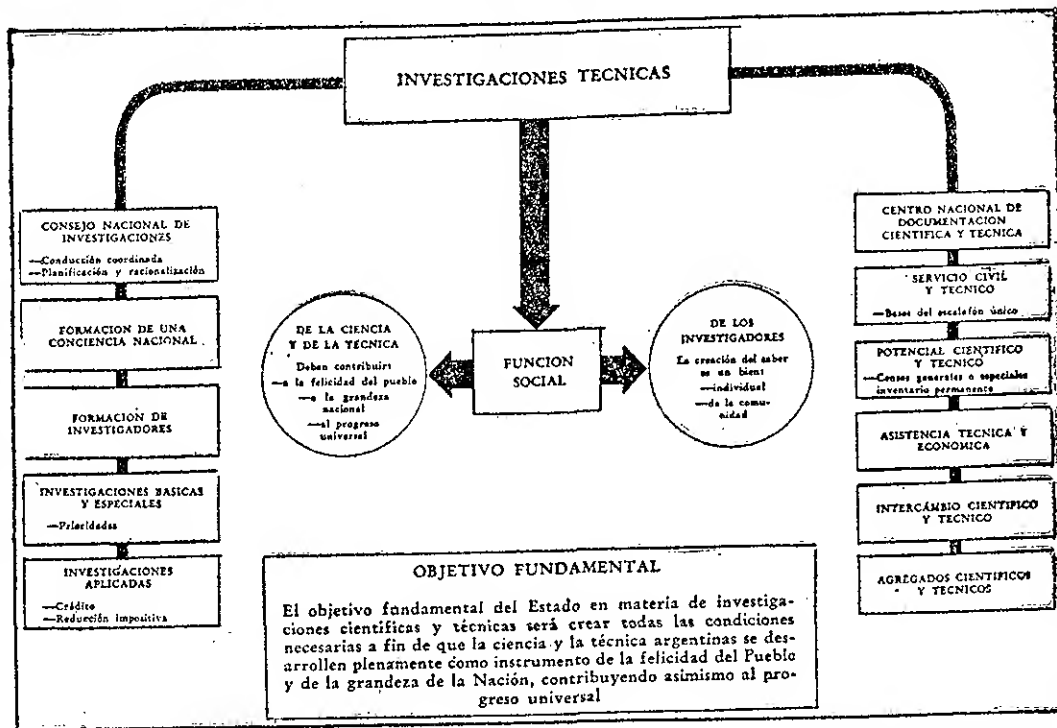 INVESTIGACIONES TECNICAS
CONSEJO NACIONAL DE
INVESTIGACIONES
—Conducción coordinada
—Planificación y racionalización
FORMACION DE UNA
CONCIENCIA NACIONAL
FORMACION DE
INVESTIGADORES
INVESTIGACIONES BASICAS
Y ESPECIALES
—Prioridades
INVESTIGACIONES
APLICADAS
—Crédito
—Reducción impositiva
DE LA CIENCIA
Y DE LA TÉCNICA
Deben contribuir:
—a la felicidad del pueblo
—a la grandeza
nacional
—al progreso
universal
FUNCION
SOCIAL
DE LOS
INVESTIGADORES
La creación del saber
es un bien:
—individual
—de la comu-
nidad
CENTRO NACIONAL DE
DOCUMENTACION
CIENTIFICA Y TECNICA
SERVICIO CIVIL
Y TECNICO
—Bases del escalafón único
POTENCIAL CIENTIFICO
Y TECNICO
—Censos generales o especiales
inventario permanente
ASISTENCIA TECNICA Y
ECONOMICA
INTERCAMBIO CIENTIFICO
Y TECNICO
AGREGADOS CIENTIFICOS
Y TECNICOS
OBJETIVO FUNDAMENTAL
El objetivo fundamental del Estado en materia de investiga-
ciones científicas y técnicas será crear todas las condiciones
necesarias a fin de que la ciencia y la técnica argentinas se des-
arrollen plenamente como instrumento de la felicidad del Pueblo
y de la grandeza de la Nación, contribuyendo asimismo al pro-
greso universal